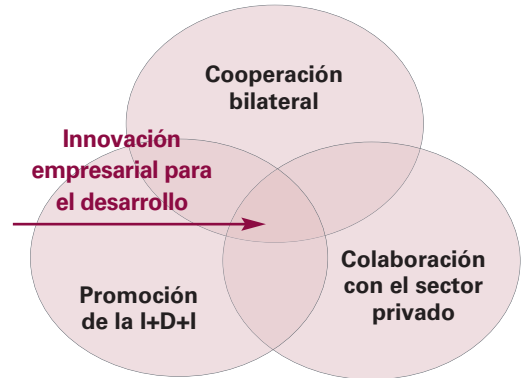 Cooperación
bilateral
Innovación
empresarial para
el desarrollo
Promoción
de la I+D+I
Colaboración
con el sector
privado